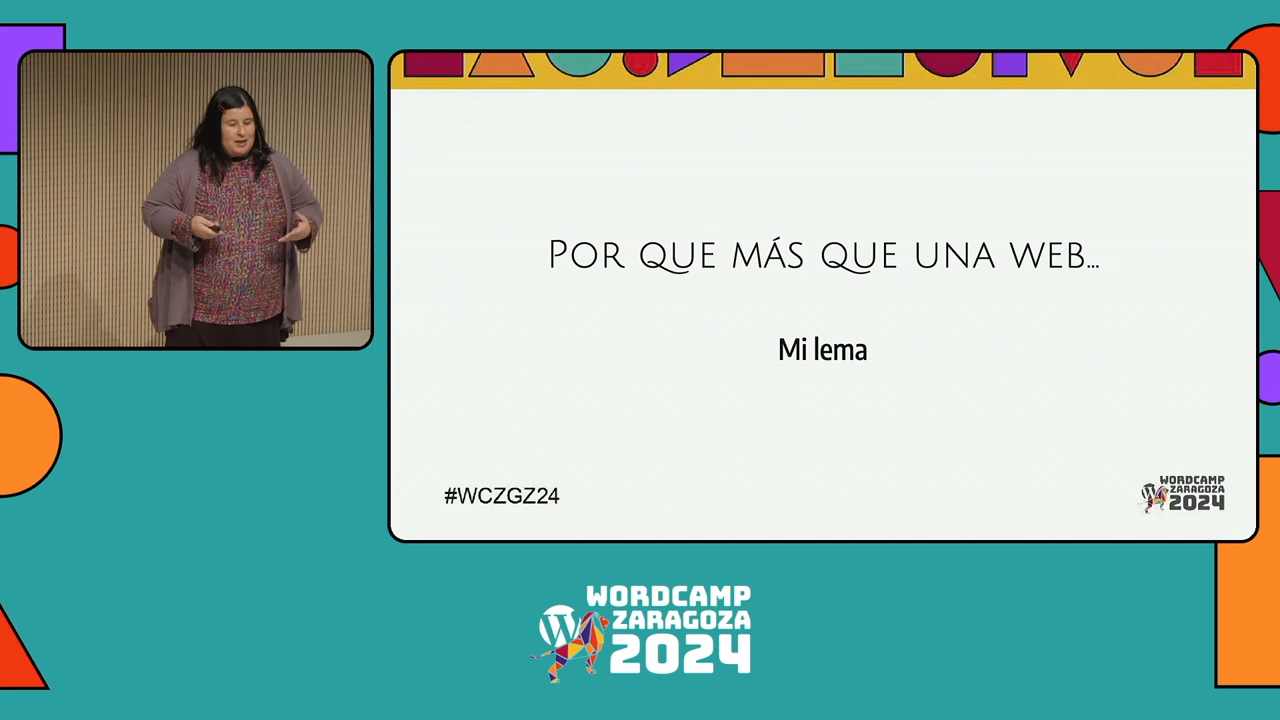 Por que más que una web...
Mi lema
#WCZGZ24
WORDCAMP
ZARAGOZA
2024
WORDCAMP
ZARAGOZA
2024